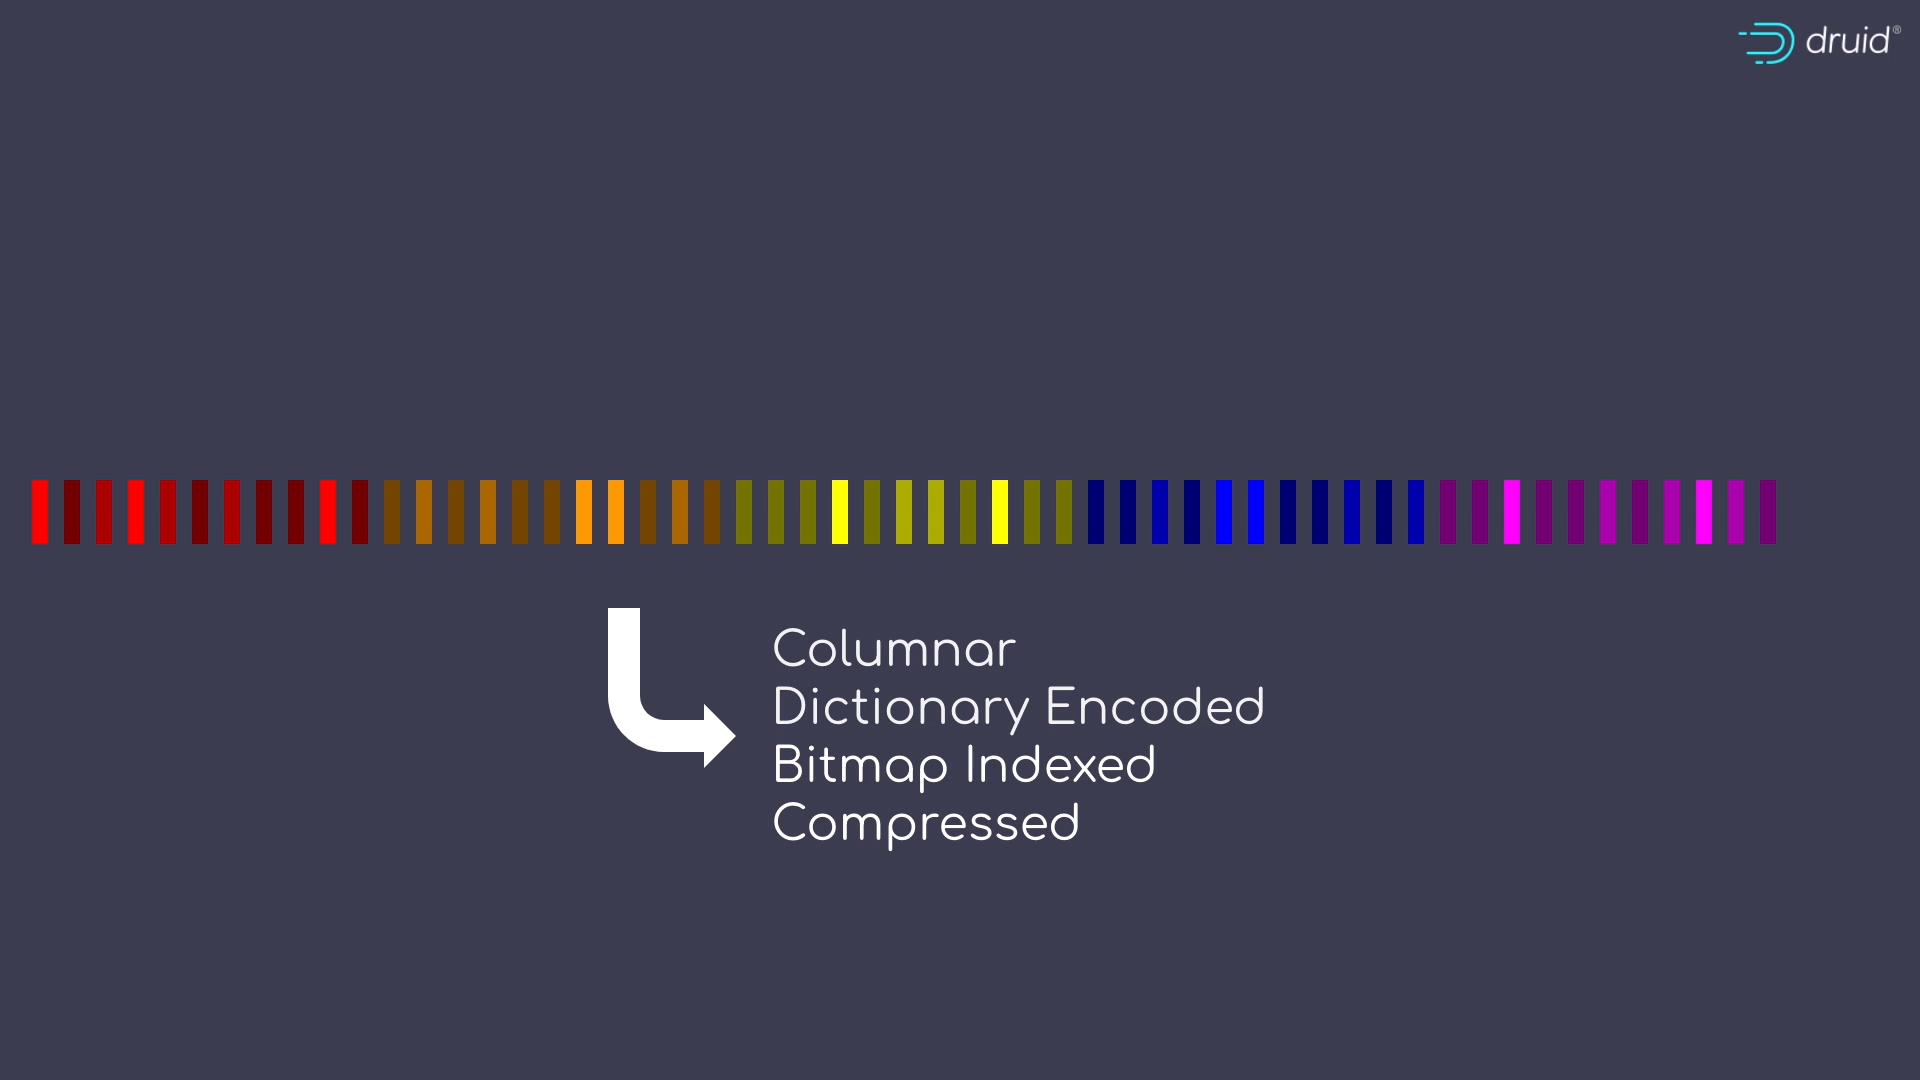 druid®
Columnar
Dictionary Encoded
Bitmap Indexed
Compressed